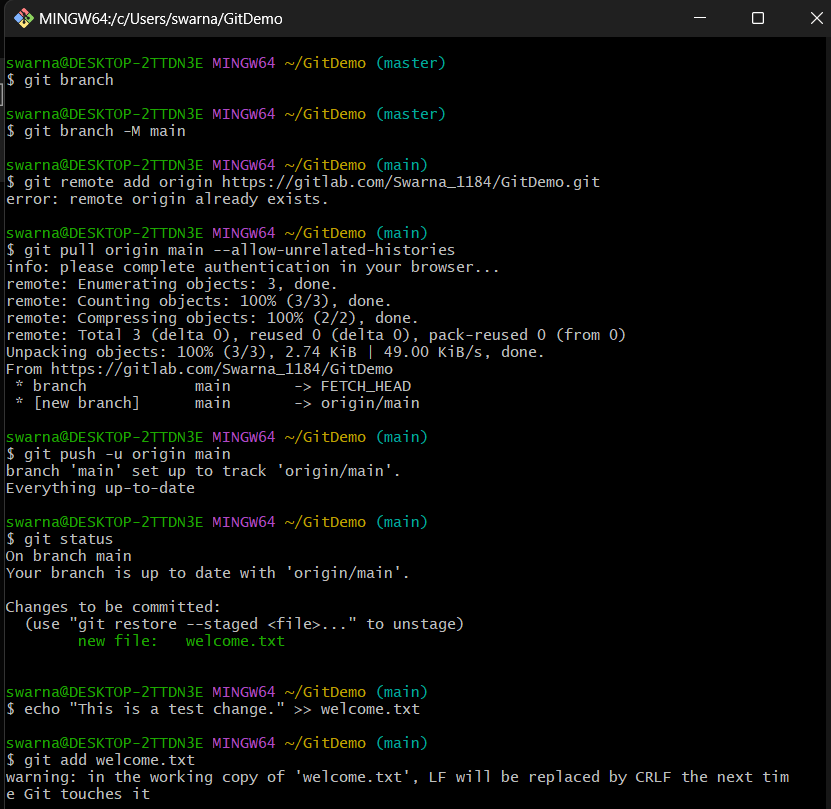 MINGW64:/c/Users/swarna/GitDemo
swarna@DESKTOP-2TTDN3E MINGW64 ~/GitDemo (master)
$ git branch
swarna@DESKTOP-2TTDN3E MINGW64 ~/GitDemo (master)
$ git branch -M main
swarna@DESKTOP-2TTDN3E MINGW64 ~/GitDemo (main)
$ git remote add origin https://gitlab.com/Swarna_1184/GitDemo.git
error: remote origin already exists.
swarna@DESKTOP-2TTDN3E MINGW64 ~/GitDemo (main)
$ git pull origin main --allow-unrelated-histories
info: please complete authentication in your browser...
remote: Enumerating objects: 3, done.
remote: Counting objects: 100% (3/3), done.
remote: Compressing objects: 100% (2/2), done.
remote: Total 3 (delta 0), reused 0 (delta 0), pack-reused 0 (from 0)
Unpacking objects: 100% (3/3), 2.74 KiB | 49.00 KiB/s, done.
From https://gitlab.com/Swarna_1184/GitDemo
 * branch            main       -> FETCH_HEAD
 * [new branch]      main       -> origin/main
swarna@DESKTOP-2TTDN3E MINGW64 ~/GitDemo (main)
$ git push -u origin main
branch 'main' set up to track 'origin/main'.
Everything up-to-date
swarna@DESKTOP-2TTDN3E MINGW64 ~/GitDemo (main)
$ git status
On branch main
Your branch is up to date with 'origin/main'.
Changes to be committed:
  (use "git restore --staged <file>..." to unstage)
        new file:   welcome.txt
swarna@DESKTOP-2TTDN3E MINGW64 ~/GitDemo (main)
$ echo "This is a test change." >> welcome.txt
swarna@DESKTOP-2TTDN3E MINGW64 ~/GitDemo (main)
$ git add welcome.txt
warning: in the working copy of 'welcome.txt', LF will be replaced by CRLF the next tim
e Git touches it